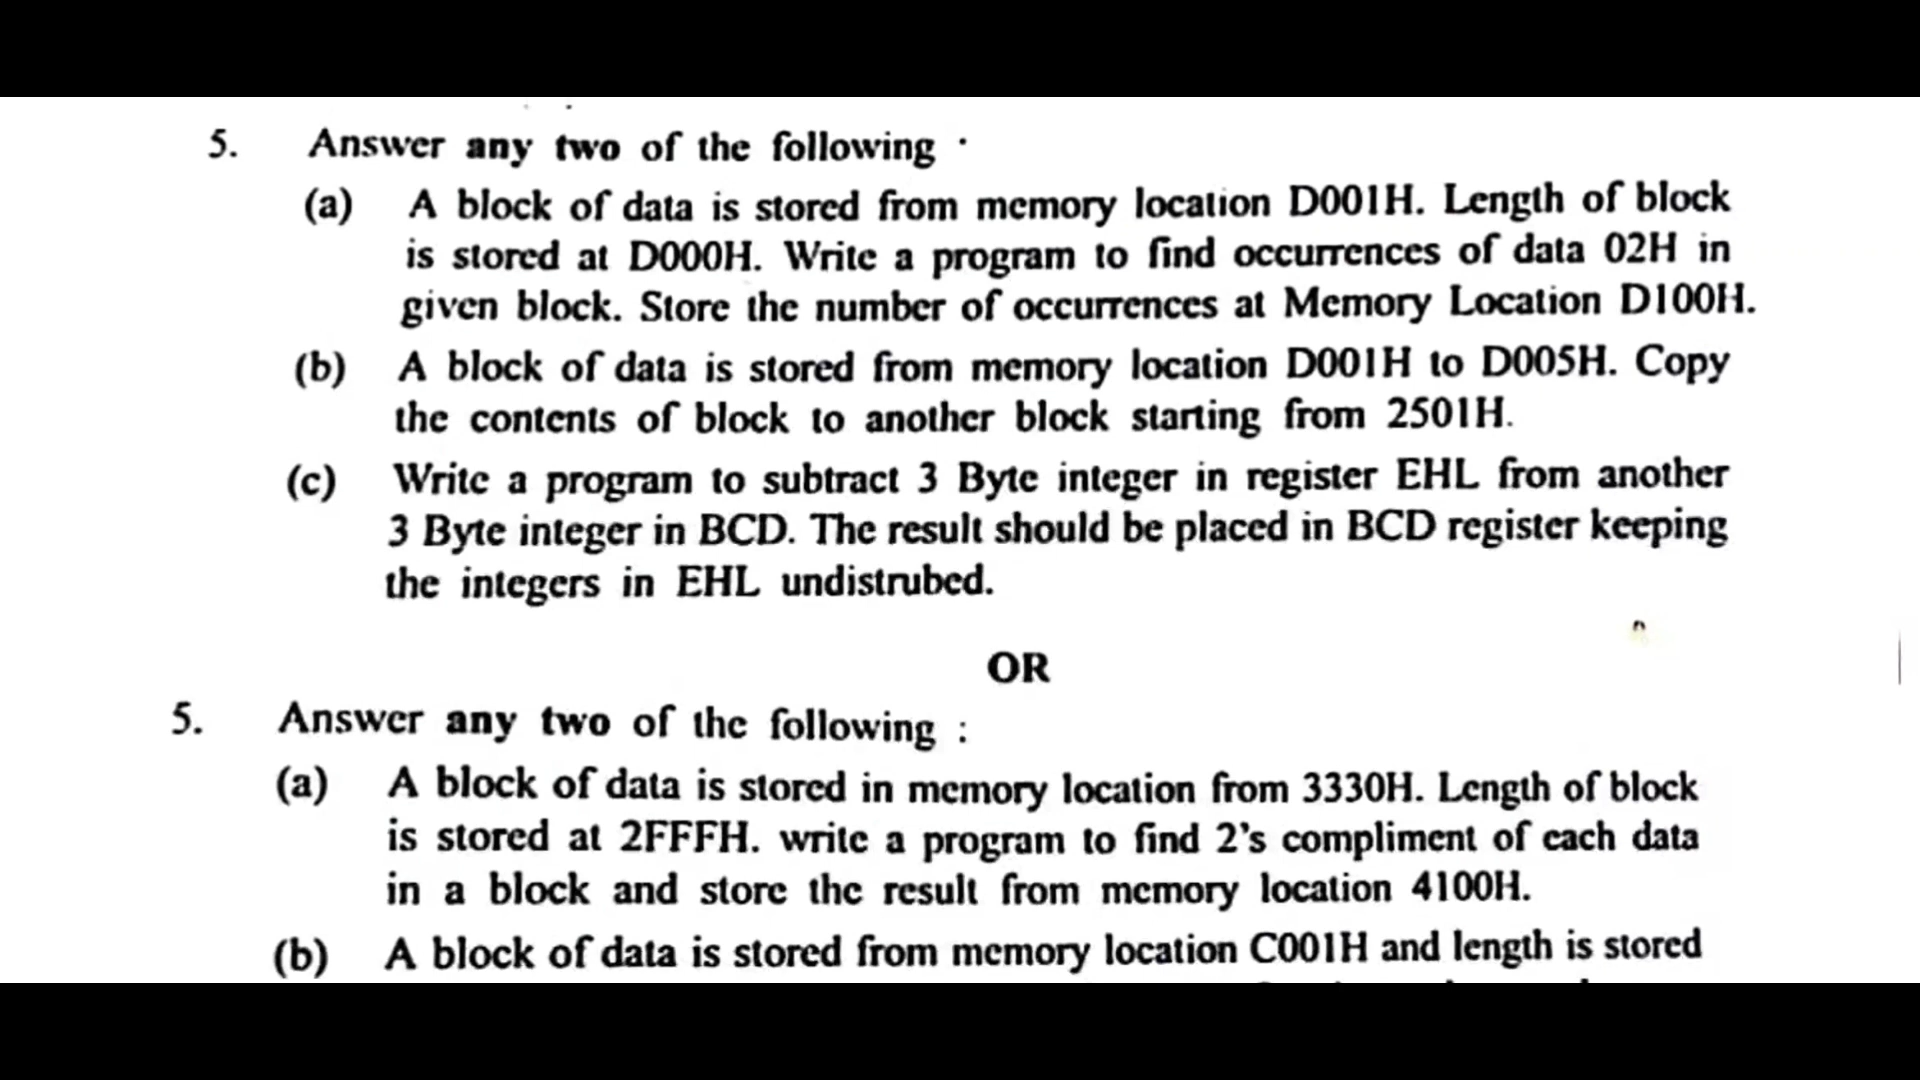 5. Answer any two of the following
(a) A block of data is stored from memory location D001H. Length of block
is stored at D000H. Write a program to find occurrences of data 02H in
given block. Store the number of occurrences at Memory Location D100H.
(b) A block of data is stored from memory location D001H to D005H. Copy
the contents of block to another block starting from 2501H.
(c) Write a program to subtract 3 Byte integer in register EHL from another
3 Byte integer in BCD. The result should be placed in BCD register keeping
the integers in EHL undistrubed.
OR
5. Answer any two of the following :
(a) A block of data is stored in memory location from 3330H. Length of block
is stored at 2FFFH. write a program to find 2's compliment of each data
in a block and store the result from memory location 4100H.
(b) A block of data is stored from memory location C001H and length is stored